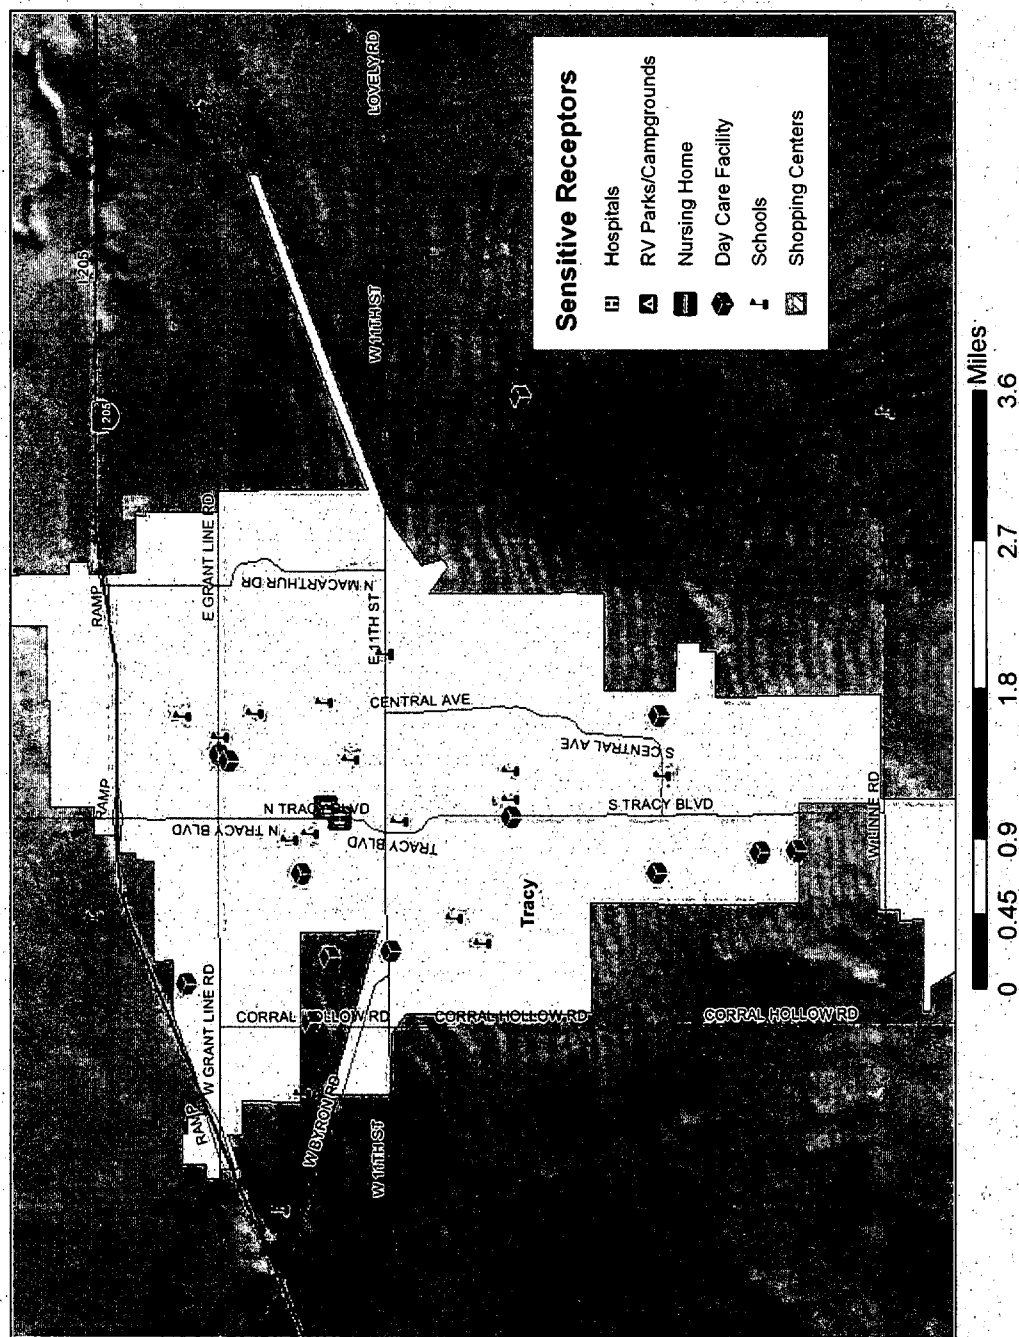 LOVELY RD
I-205
205
W 11TH ST
Sensitive Receptors
Hospitals
RV Parks/Campgrounds
Nursing Home
Day Care Facility
Schools
Shopping Centers
RAMP
E GRANT LINE RD
N MACARTHUR DR
E 11TH ST
CENTRAL AVE
S CENTRAL AVE
RAMP
N TRACY BLVD
N TRACY BLVD
TRACY BLVD
S TRACY BLVD
W LINNE RD
Tracy
W GRANT LINE RD
CORRAL HOLLOW RD
CORRAL HOLLOW RD
CORRAL HOLLOW RD
RAMP
W BYRON RD
W 11TH ST
0 0.45 0.9 1.8 2.7 3.6
Miles
H